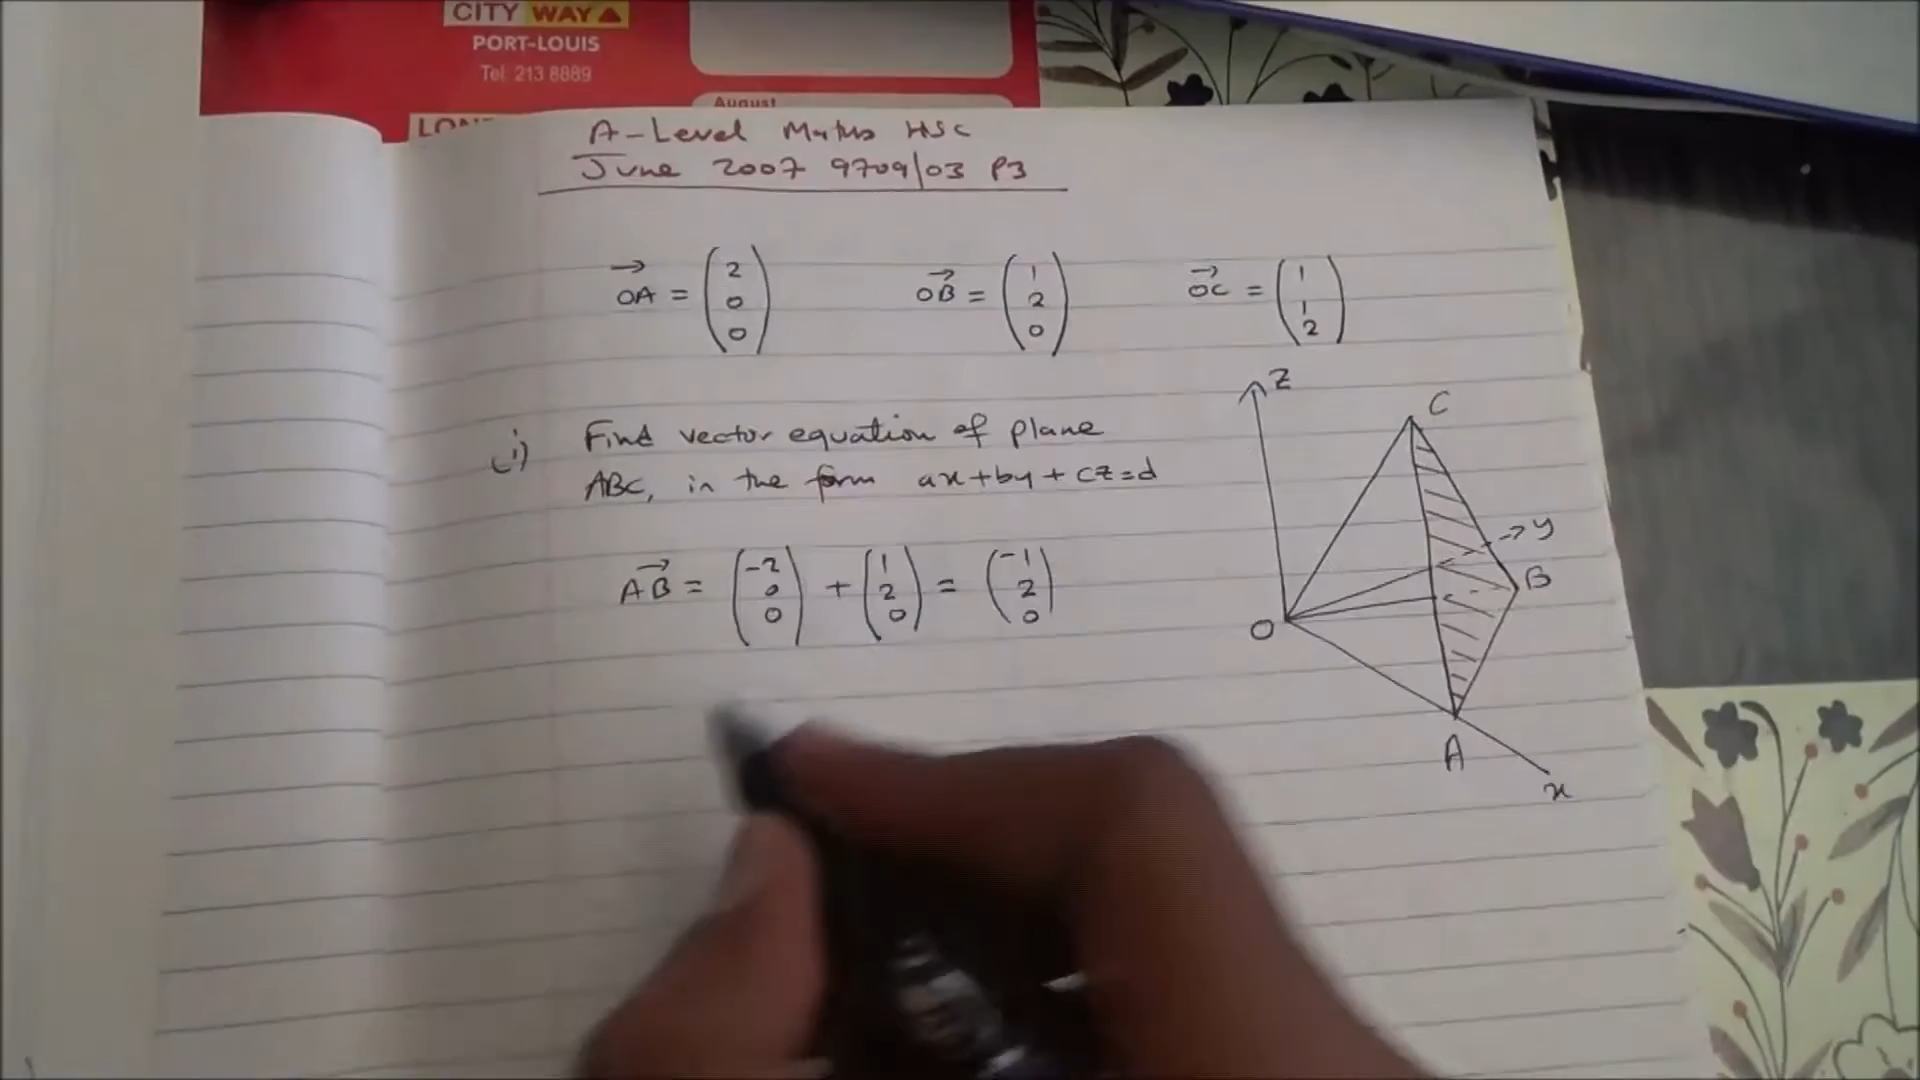 CITY WAY
PORT-LOUIS
Tel: 213 8889
August
A-Level Maths HSC
June 2007 9709/03 P3
OA = (2 0 0) OB = (1 2 0) OC = (1 1 2)
(i) Find vector equation of plane
ABC, in the form ax+by+cz=d
AB = (-2 0 0) + (1 2 0) = (-1 2 0)
z
C
y
B
O
A
x